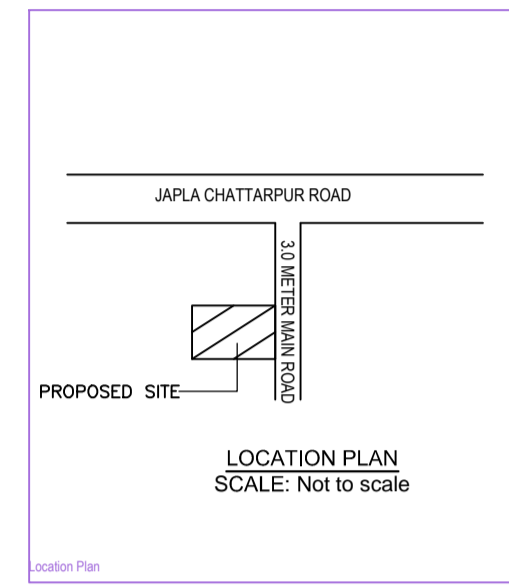 JAPLA CHATTARPUR ROAD
3.0 METER MAIN ROAD
PROPOSED SITE
LOCATION PLAN
SCALE: Not to scale
Location Plan